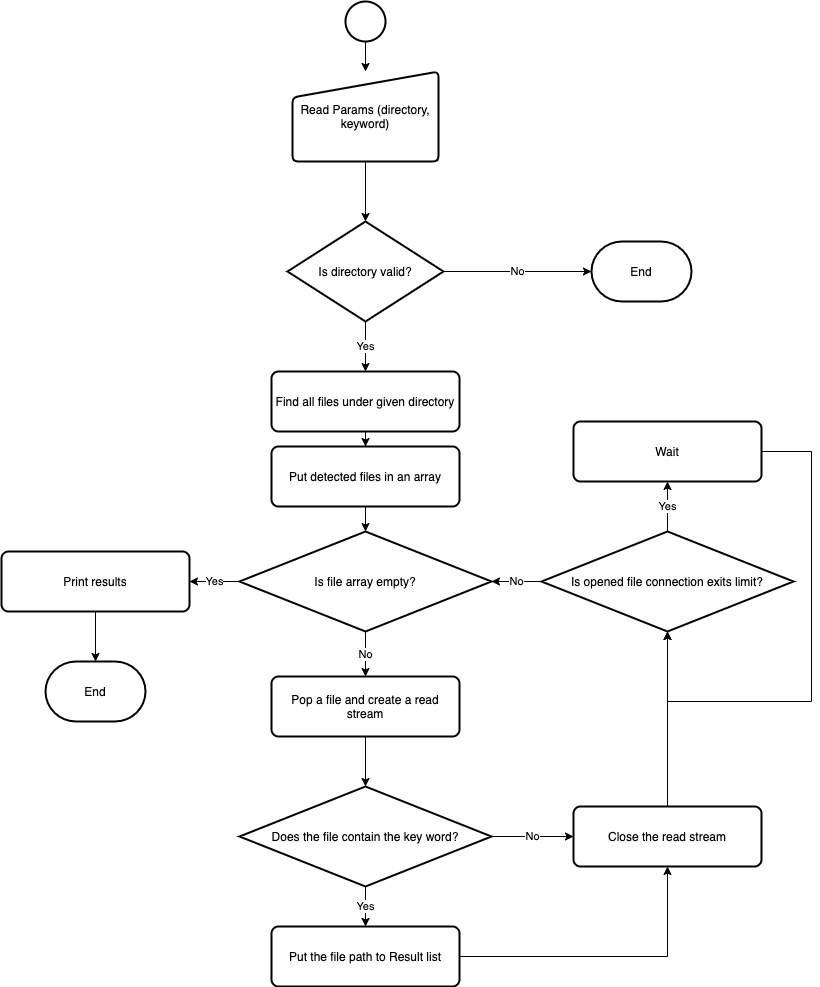 Read Params (directory,
keyword)
Is directory valid?
No
End
Yes
Find all files under given directory
Put detected files in an array
Wait
Yes
Print results
Yes
Is file array empty?
No
Is opened file connection exits limit?
No
End
Pop a file and create a read
stream
Does the file contain the key word?
No
Close the read stream
Yes
Put the file path to Result list